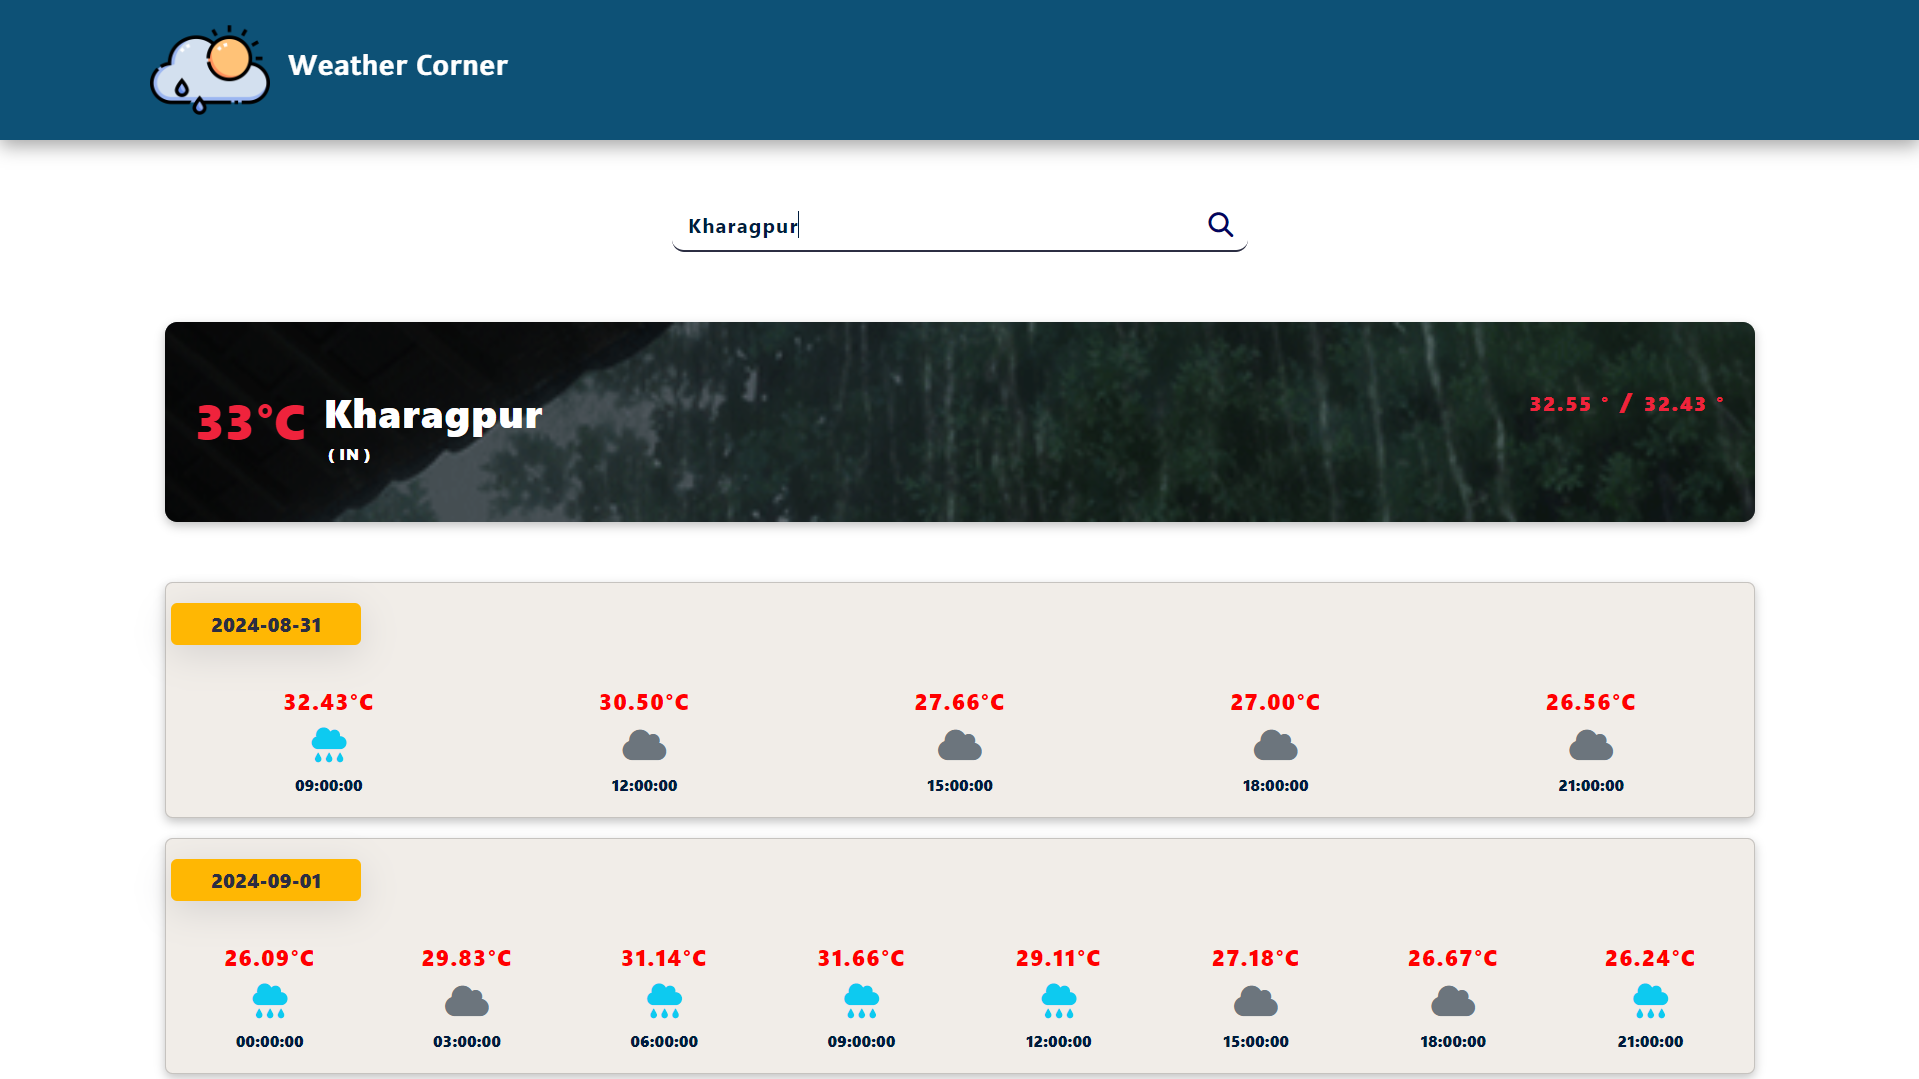 Weather Corner
Kharagpur
33°C Kharagpur
( IN )
32.55 ° / 32.43 °
2024-08-31
32.43°C 30.50°C 27.66°C 27.00°C 26.56°C
09:00:00 12:00:00 15:00:00 18:00:00 21:00:00
2024-09-01
26.09°C 29.83°C 31.14°C 31.66°C 29.11°C 27.18°C 26.67°C 26.24°C
00:00:00 03:00:00 06:00:00 09:00:00 12:00:00 15:00:00 18:00:00 21:00:00